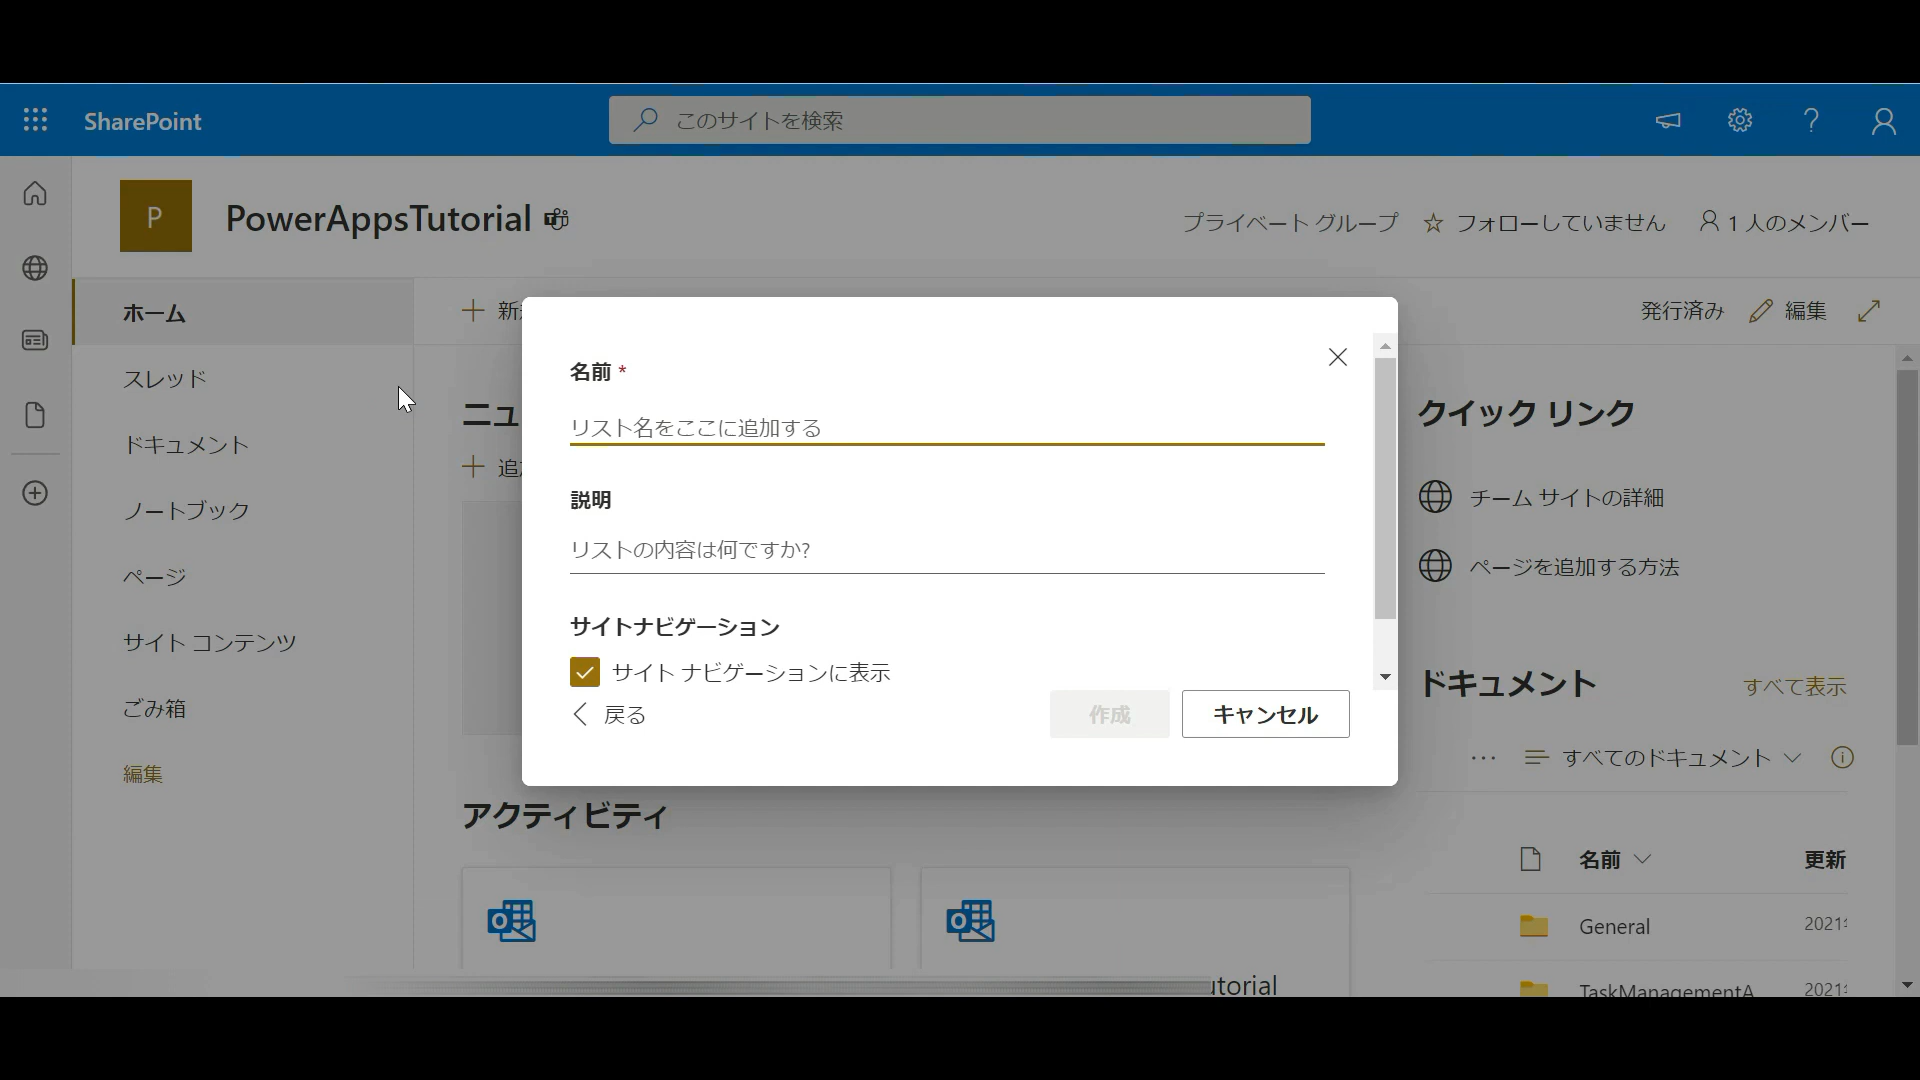 SharePoint
このサイトを検索
P
PowerAppsTutorial
プライベート グループ
フォローしていません
1 人のメンバー
ホーム
スレッド
ドキュメント
ノートブック
ページ
サイト コンテンツ
ごみ箱
編集
発行済み
編集
名前 *
リスト名をここに追加する
説明
リストの内容は何ですか?
サイトナビゲーション
サイト ナビゲーションに表示
戻る
作成
キャンセル
クイック リンク
チーム サイトの詳細
ページを追加する方法
ドキュメント
すべて表示
すべてのドキュメント
アクティビティ
名前
更新
General
2021
TaskManagementA
2021
utorial